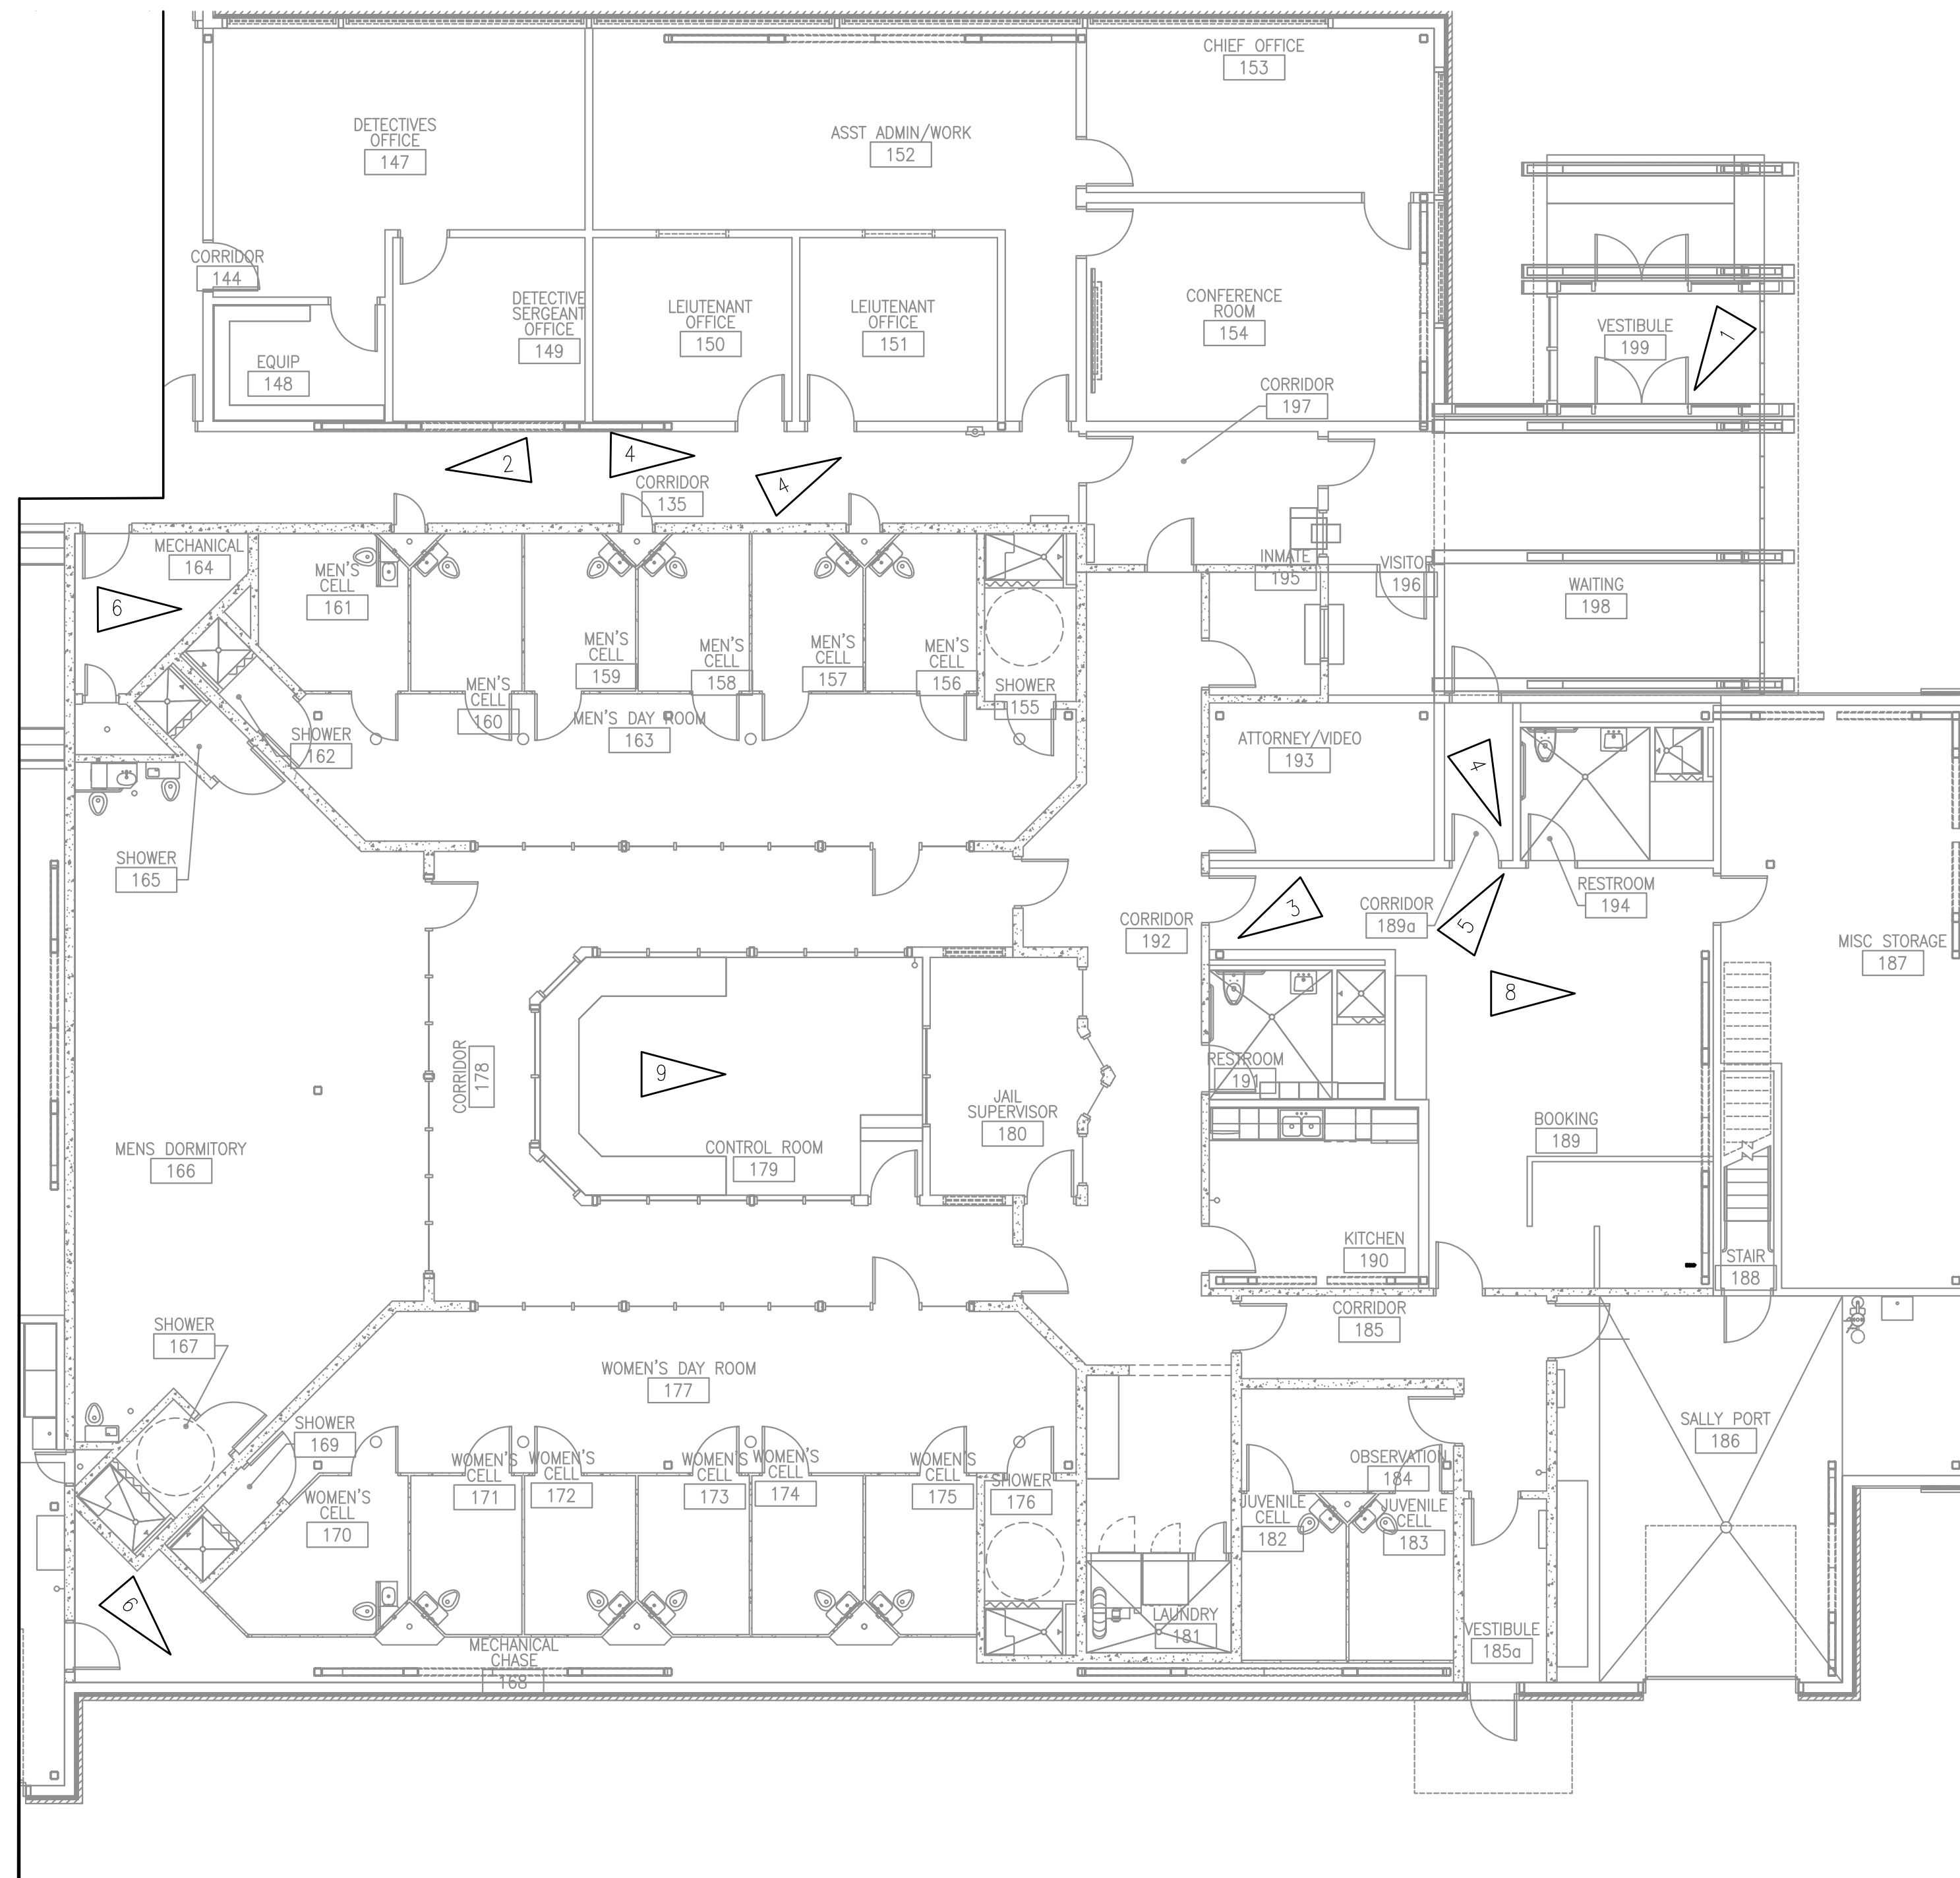 CHIEF OFFICE
153
DETECTIVES
OFFICE
147
ASST ADMIN/WORK
152
CORRIDOR
144
DETECTIVE
SERGEANT
OFFICE
149
LEIUTENANT
OFFICE
150
LEIUTENANT
OFFICE
151
CONFERENCE
ROOM
154
VESTIBULE
199
1
EQUIP
148
CORRIDOR
197
2
4
4
CORRIDOR
135
MECHANICAL
164
6
MEN'S
CELL
161
MEN'S
CELL
160
MEN'S
CELL
159
MEN'S
CELL
158
MEN'S
CELL
157
MEN'S
CELL
156
SHOWER
155
INMATE
195
VISITOR
196
WAITING
198
MEN'S DAY ROOM
163
SHOWER
162
ATTORNEY/VIDEO
193
4
SHOWER
165
CORRIDOR
192
3
CORRIDOR
189a
5
RESTROOM
194
MISC STORAGE
187
8
CORRIDOR
178
9
JAIL
SUPERVISOR
180
RESTROOM
191
CONTROL ROOM
179
MENS DORMITORY
166
BOOKING
189
KITCHEN
190
STAIR
188
CORRIDOR
185
SHOWER
167
WOMEN'S DAY ROOM
177
SHOWER
169
WOMEN'S
CELL
170
WOMEN'S
CELL
171
WOMEN'S
CELL
172
WOMEN'S
CELL
173
WOMEN'S
CELL
174
WOMEN'S
CELL
175
SHOWER
176
OBSERVATION
184
JUVENILE
CELL
182
JUVENILE
CELL
183
SALLY PORT
186
6
LAUNDRY
181
VESTIBULE
185a
MECHANICAL
CHASE
168